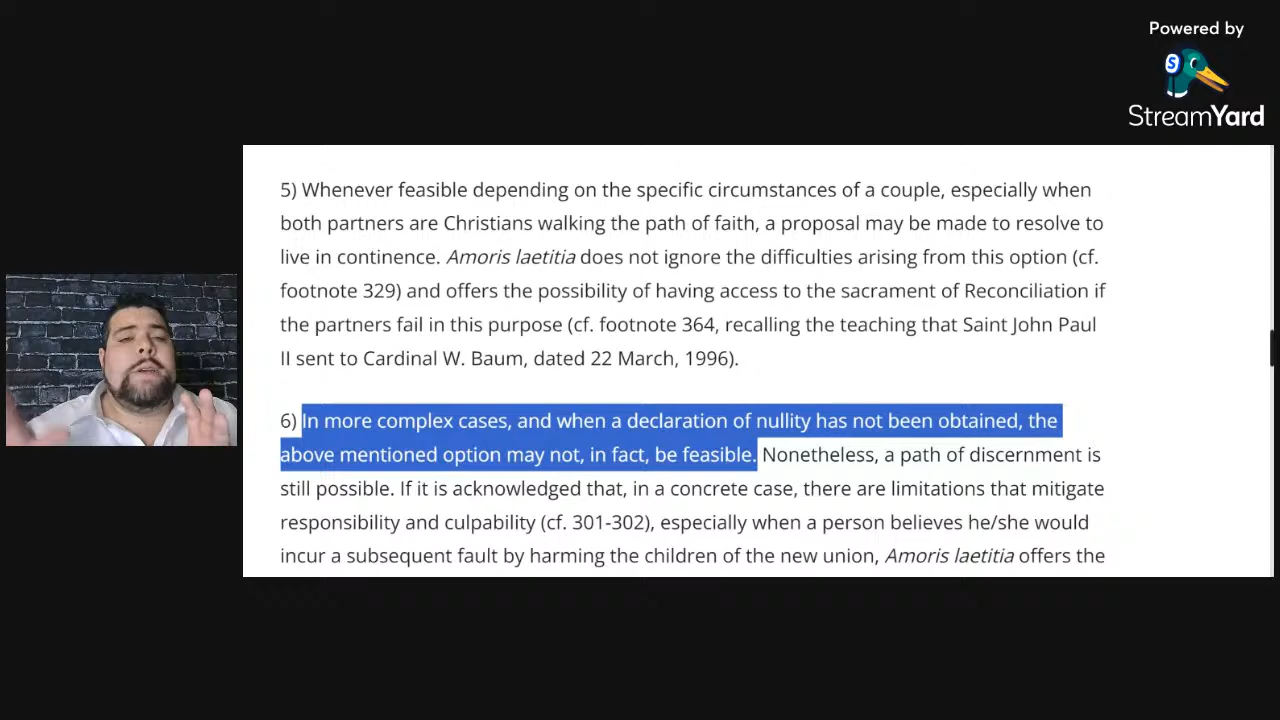 Powered by
S
StreamYard
5) Whenever feasible depending on the specific circumstances of a couple, especially when
both partners are Christians walking the path of faith, a proposal may be made to resolve to
live in continence. Amoris laetitia does not ignore the difficulties arising from this option (cf.
footnote 329) and offers the possibility of having access to the sacrament of Reconciliation if
the partners fail in this purpose (cf. footnote 364, recalling the teaching that Saint John Paul
II sent to Cardinal W. Baum, dated 22 March, 1996).
6) In more complex cases, and when a declaration of nullity has not been obtained, the
above mentioned option may not, in fact, be feasible. Nonetheless, a path of discernment is
still possible. If it is acknowledged that, in a concrete case, there are limitations that mitigate
responsibility and culpability (cf. 301-302), especially when a person believes he/she would
incur a subsequent fault by harming the children of the new union, Amoris laetitia offers the